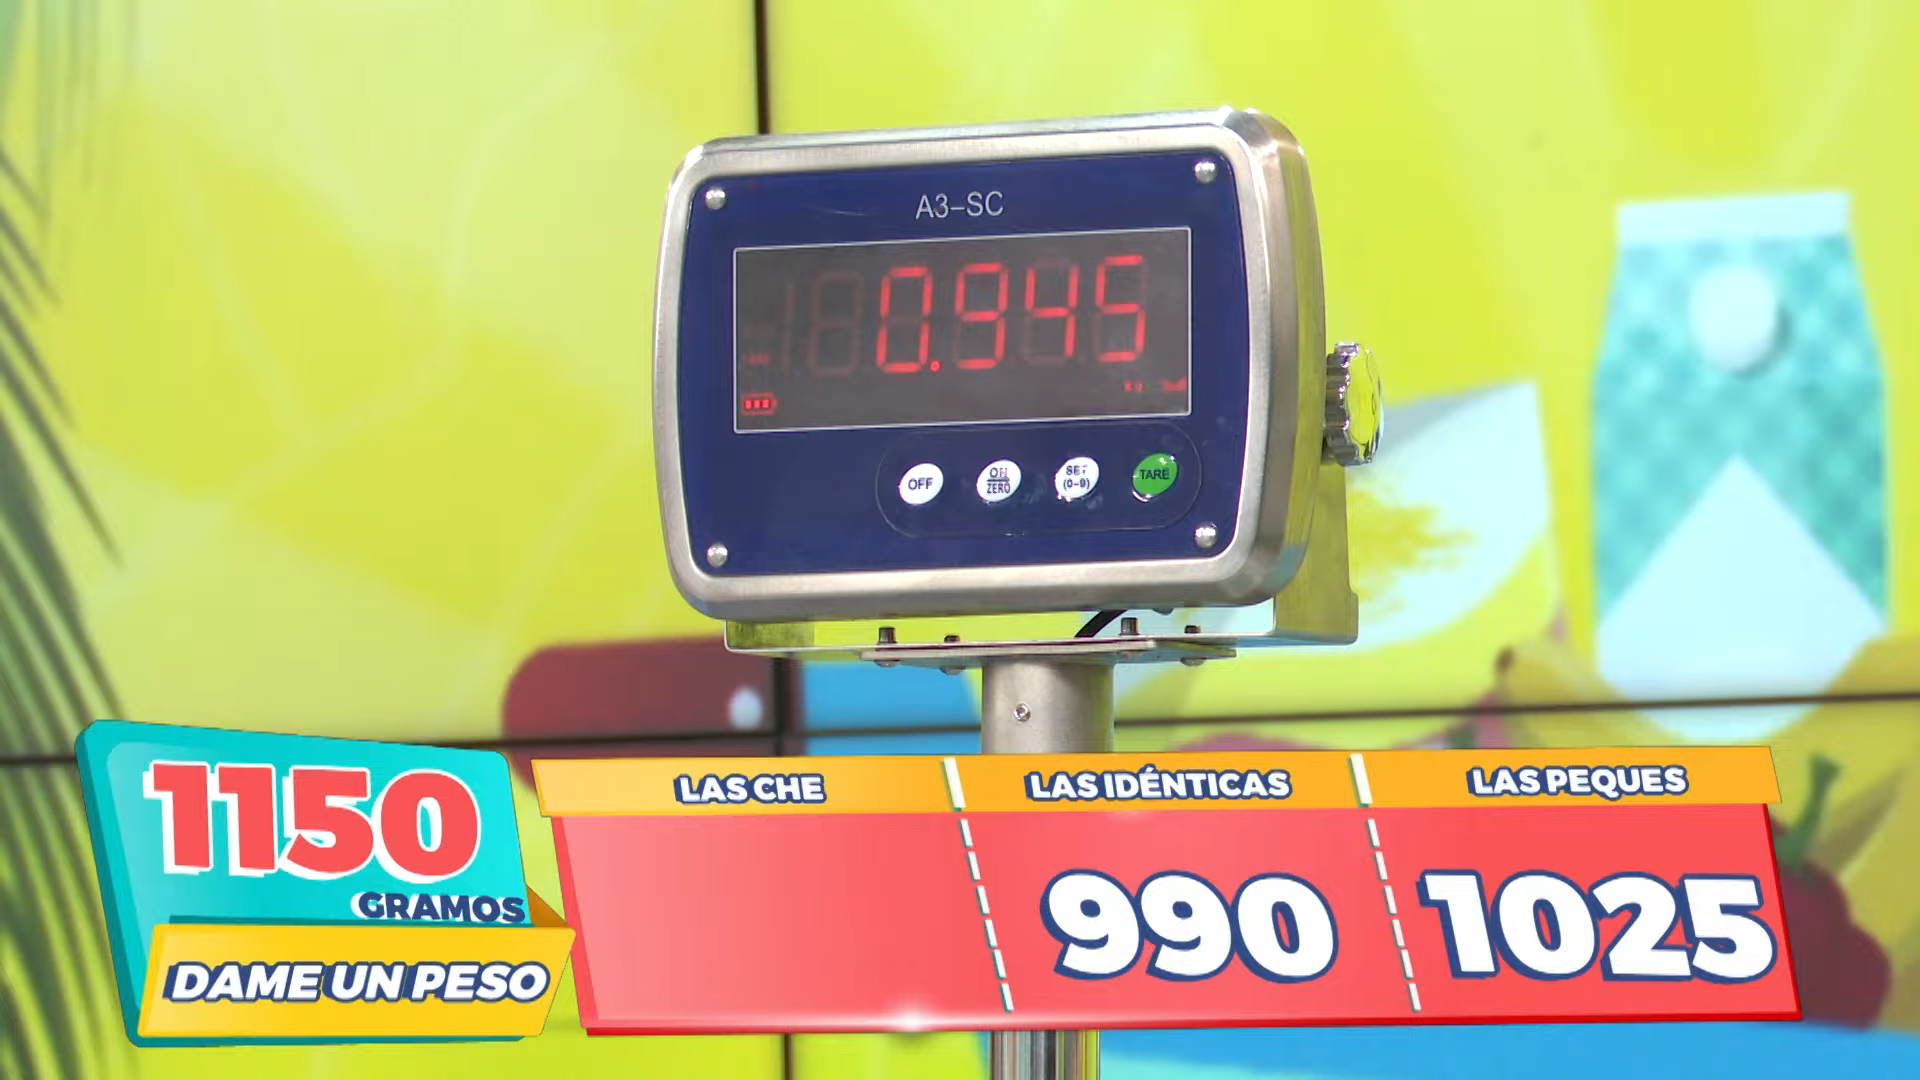 A3-SC
0.945
OFF
ON
ZERO
SET
(0-9)
TARE
1150
GRAMOS
DAME UN PESO
LAS CHE
LAS IDÉNTICAS
LAS PEQUES
990
1025